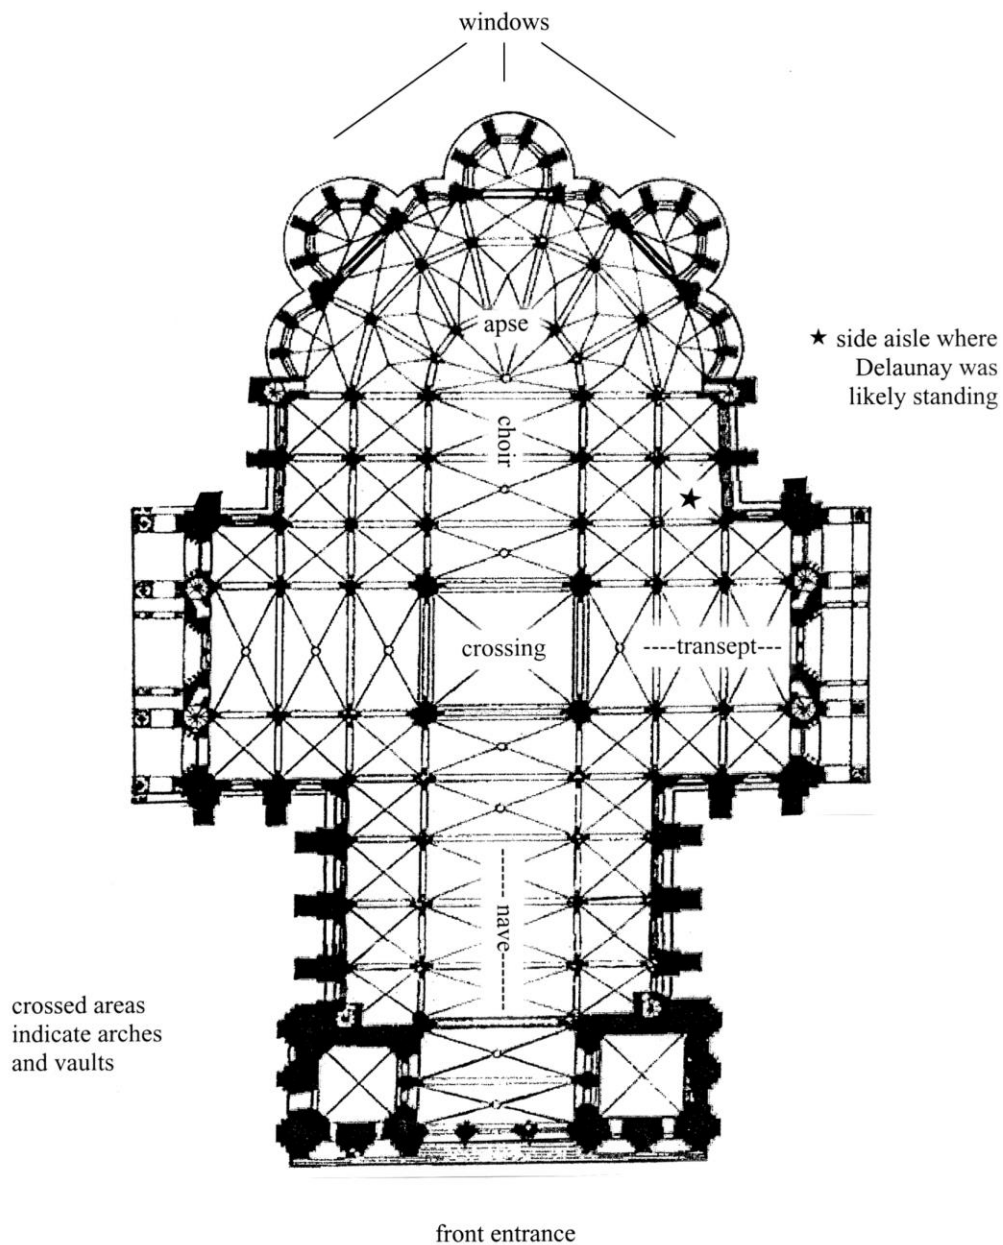 windows
apse
★ side aisle where
Delaunay was
likely standing
choir
★
crossing
----transept---
----nave----
crossed areas
indicate arches
and vaults
front entrance